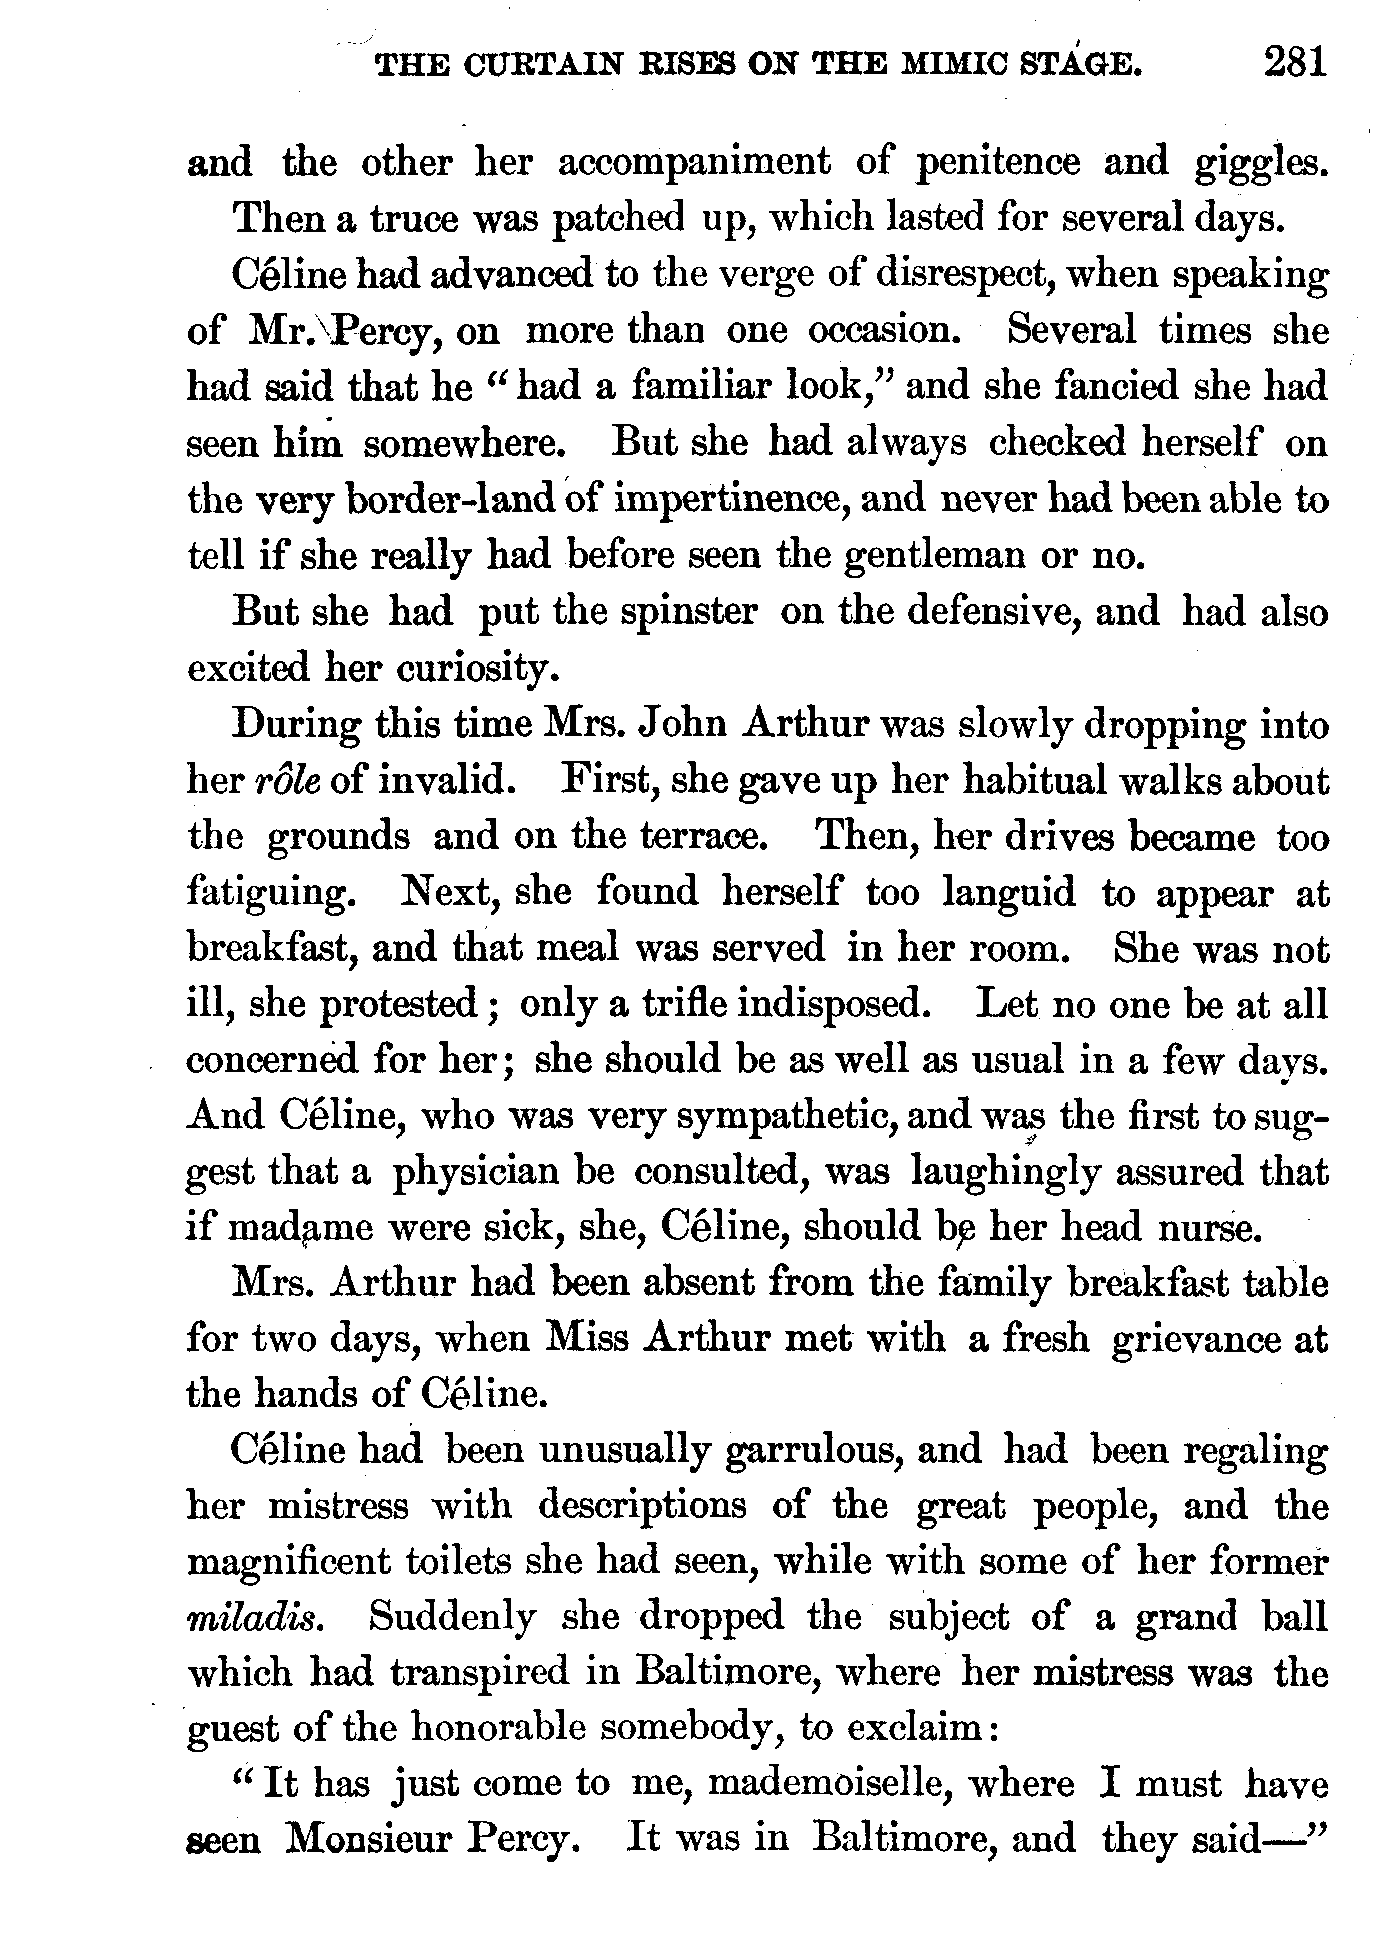 THE CURTAIN RISES ON THE MIMIC STAGE. 281
and the other her accompaniment of penitence and giggles.
Then a truce was patched up, which lasted for several days.
Céline had advanced to the verge of disrespect, when speaking
of Mr. Percy, on more than one occasion. Several times she
had said that he “had a familiar look,” and she fancied she had
seen him somewhere. But she had always checked herself on
the very border-land of impertinence, and never had been able to
tell if she really had before seen the gentleman or no.
But she had put the spinster on the defensive, and had also
excited her curiosity.
During this time Mrs. John Arthur was slowly dropping into
her rôle of invalid. First, she gave up her habitual walks about
the grounds and on the terrace. Then, her drives became too
fatiguing. Next, she found herself too languid to appear at
breakfast, and that meal was served in her room. She was not
ill, she protested; only a trifle indisposed. Let no one be at all
concerned for her; she should be as well as usual in a few days.
And Céline, who was very sympathetic, and was the first to sug-
gest that a physician be consulted, was laughingly assured that
if madame were sick, she, Céline, should be her head nurse.
Mrs. Arthur had been absent from the family breakfast table
for two days, when Miss Arthur met with a fresh grievance at
the hands of Céline.
Céline had been unusually garrulous, and had been regaling
her mistress with descriptions of the great people, and the
magnificent toilets she had seen, while with some of her former
miladis. Suddenly she dropped the subject of a grand ball
which had transpired in Baltimore, where her mistress was the
guest of the honorable somebody, to exclaim:
“It has just come to me, mademoiselle, where I must have
seen Monsieur Percy. It was in Baltimore, and they said—”